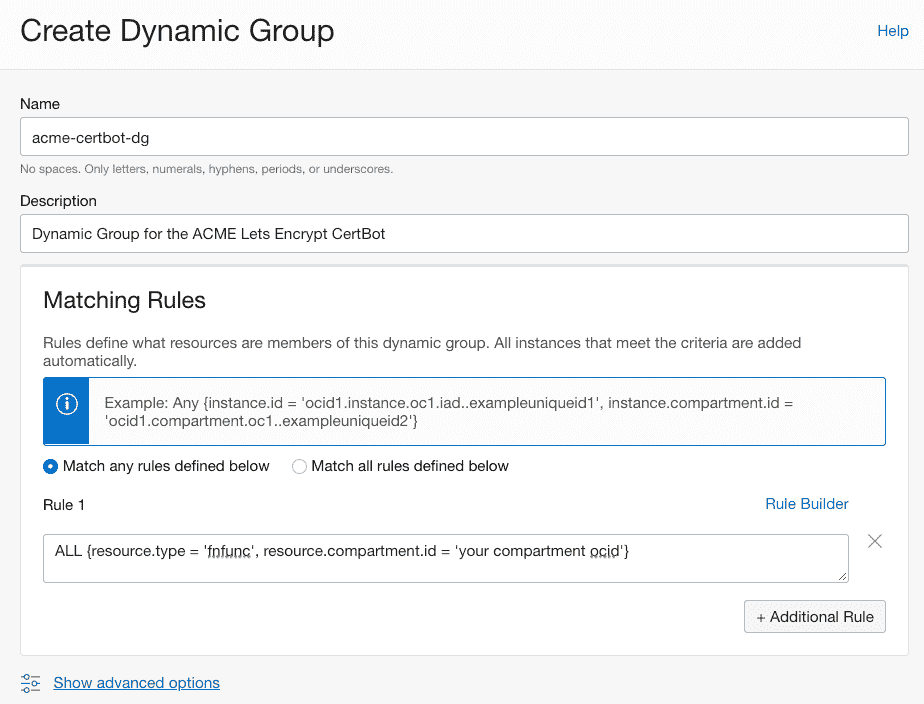 Create Dynamic Group
Help
Name
acme-certbot-dg
No spaces. Only letters, numerals, hyphens, periods, or underscores.
Description
Dynamic Group for the ACME Lets Encrypt CertBot
Matching Rules
Rules define what resources are members of this dynamic group. All instances that meet the criteria are added
automatically.
Example: Any {instance.id = 'ocid1.instance.oc1.iad..exampleuniqueid1', instance.compartment.id =
'ocid1.compartment.oc1..exampleuniqueid2'}
Match any rules defined below
Match all rules defined below
Rule 1
Rule Builder
ALL {resource.type = 'fnfunc', resource.compartment.id = 'your compartment ocid'}
+ Additional Rule
Show advanced options